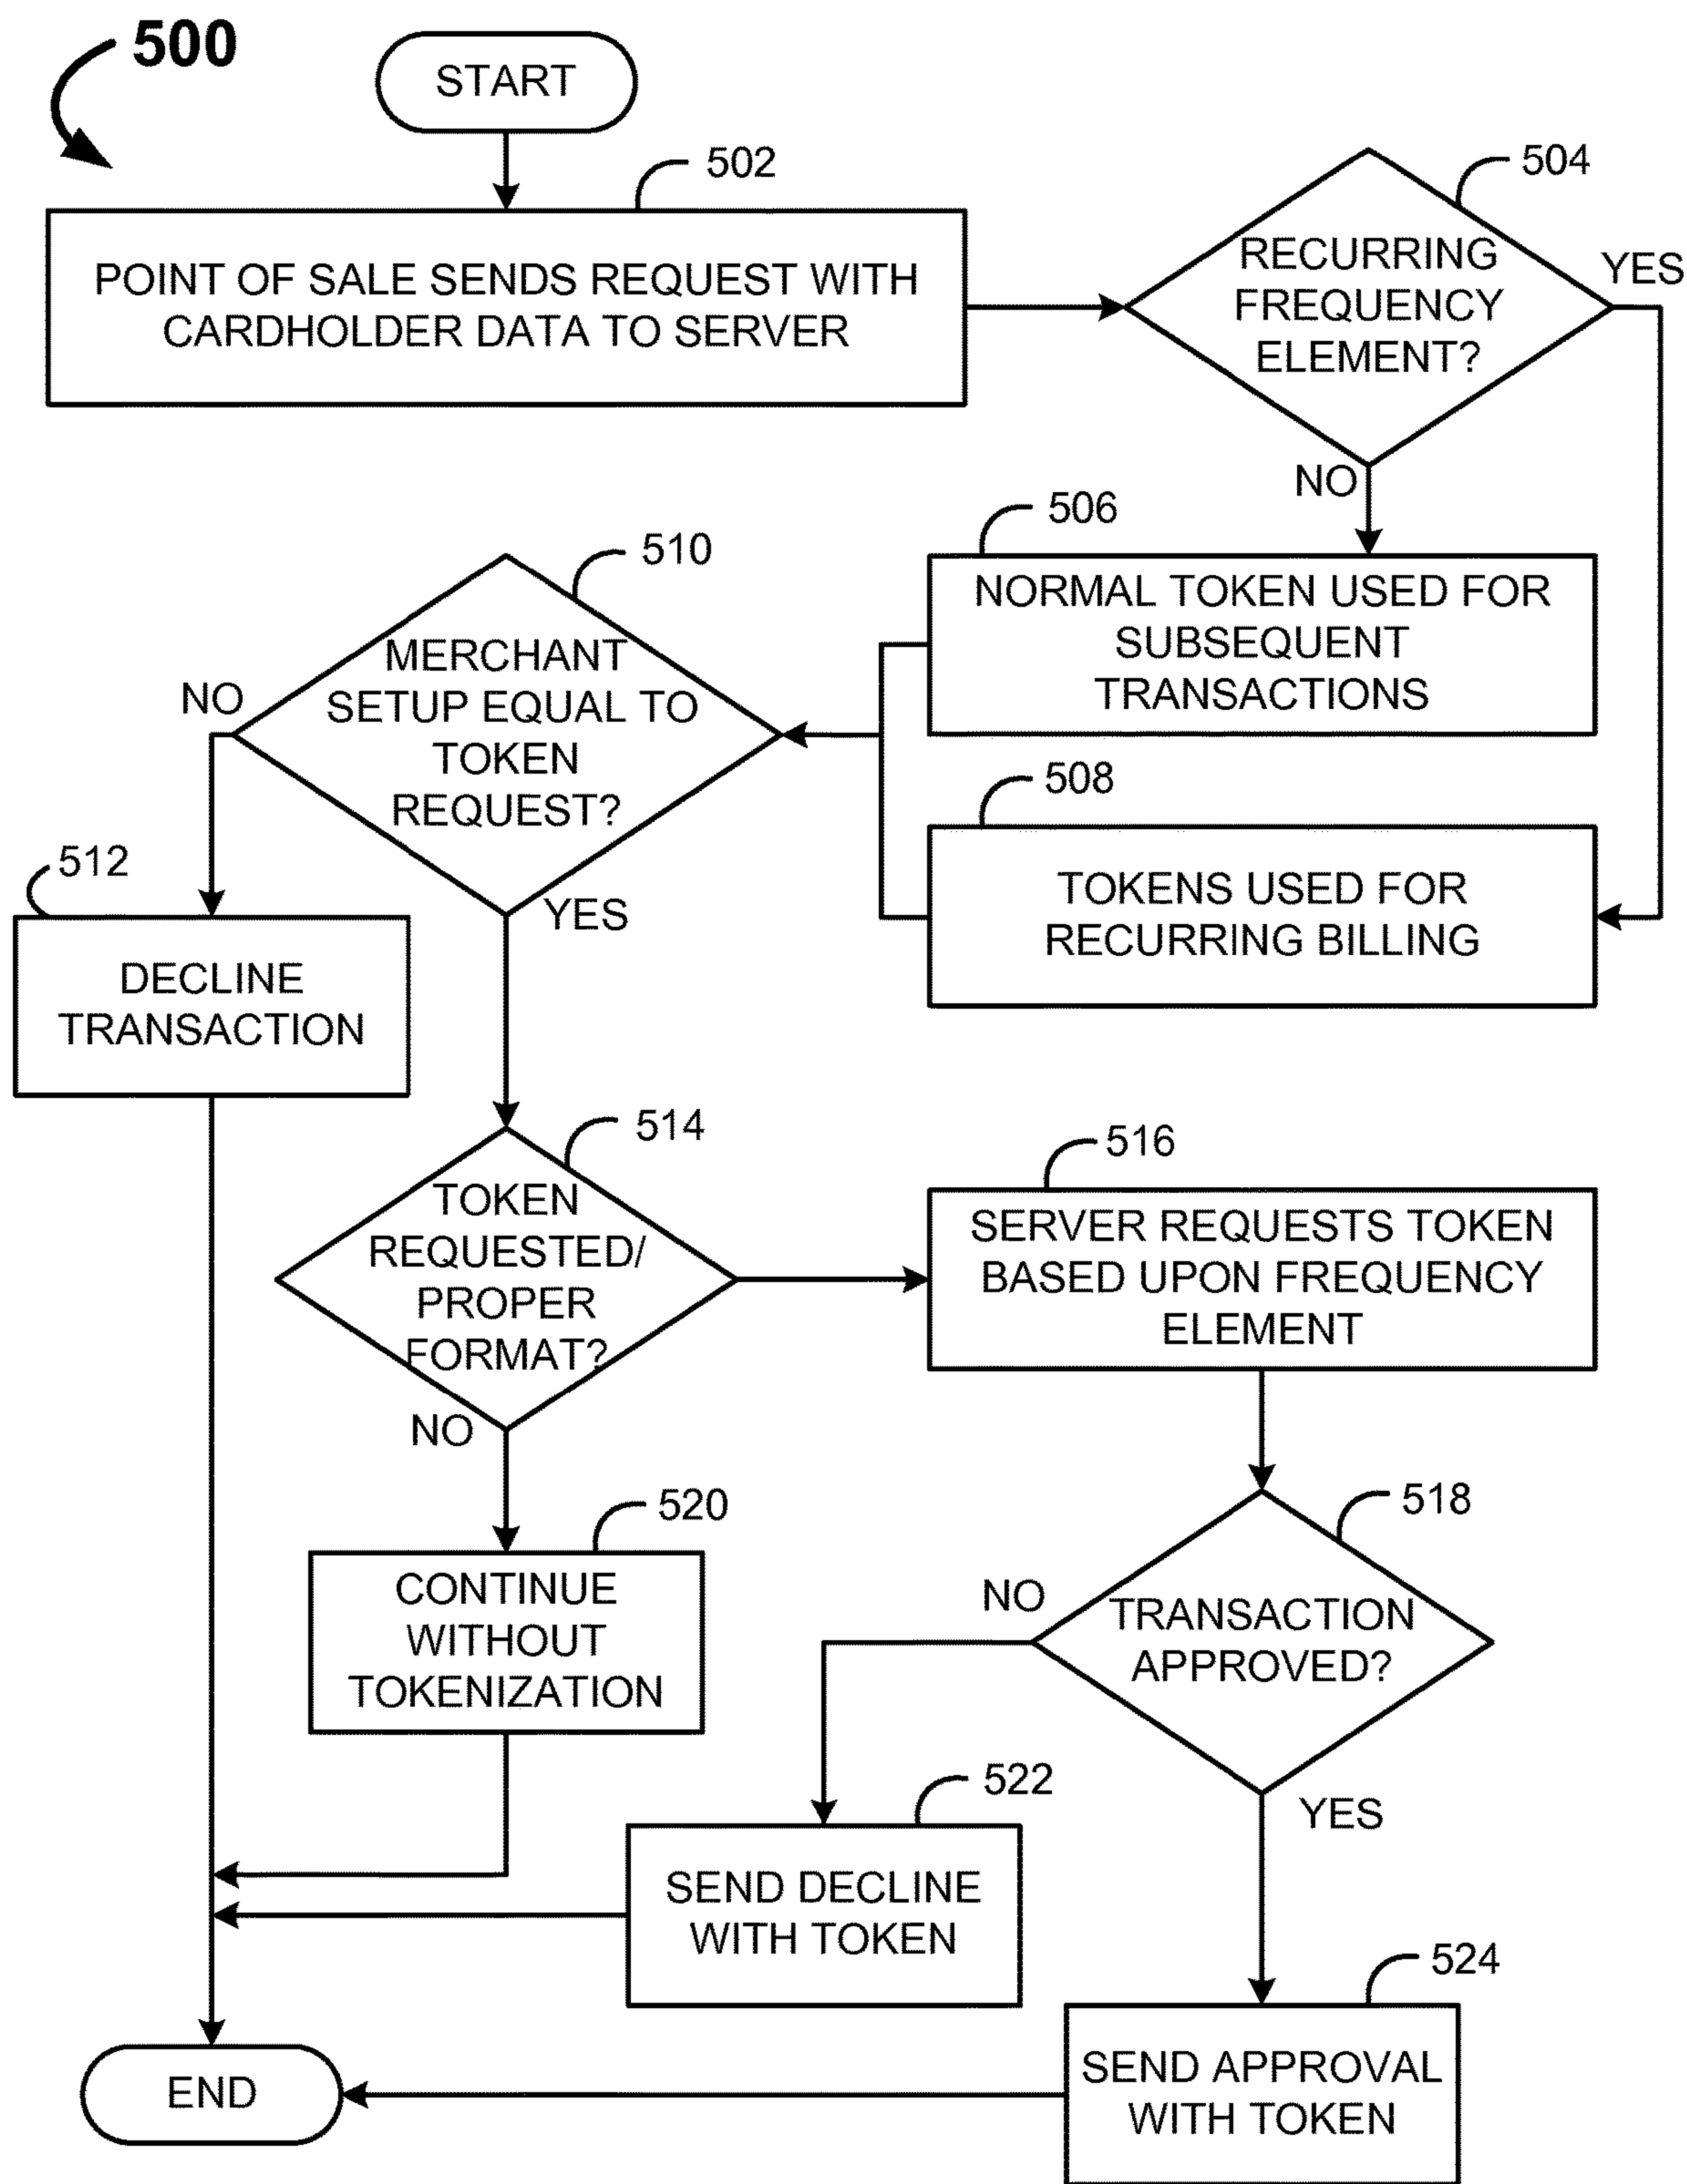 500
START
502
POINT OF SALE SENDS REQUEST WITH
CARDHOLDER DATA TO SERVER
504
RECURRING
FREQUENCY
ELEMENT?
YES
NO
506
NORMAL TOKEN USED FOR
SUBSEQUENT
TRANSACTIONS
508
TOKENS USED FOR
RECURRING BILLING
510
MERCHANT
SETUP EQUAL TO
TOKEN
REQUEST?
NO
YES
512
DECLINE
TRANSACTION
514
TOKEN
REQUESTED/
PROPER
FORMAT?
NO
516
SERVER REQUESTS TOKEN
BASED UPON FREQUENCY
ELEMENT
518
TRANSACTION
APPROVED?
NO
YES
520
CONTINUE
WITHOUT
TOKENIZATION
522
SEND DECLINE
WITH TOKEN
524
SEND APPROVAL
WITH TOKEN
END